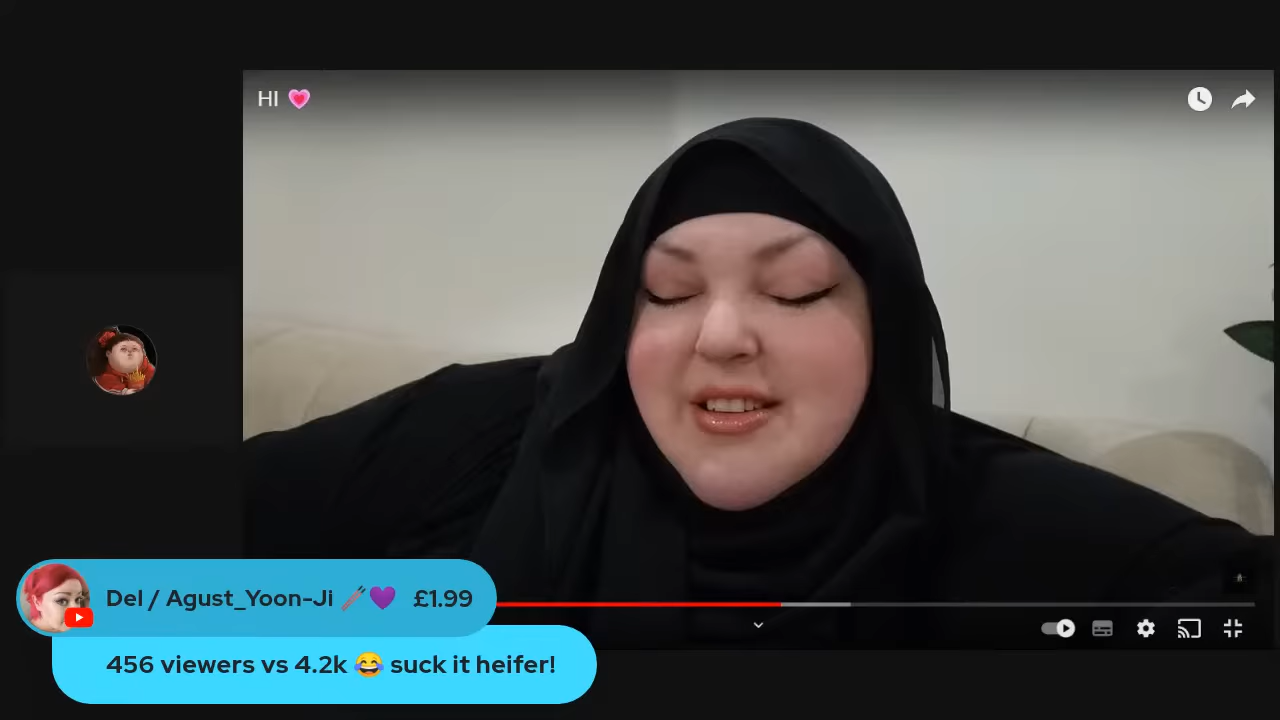 HI 💗
Del / Agust_Yoon-Ji 🥢💜 £1.99
456 viewers vs 4.2k 😂 suck it heifer!